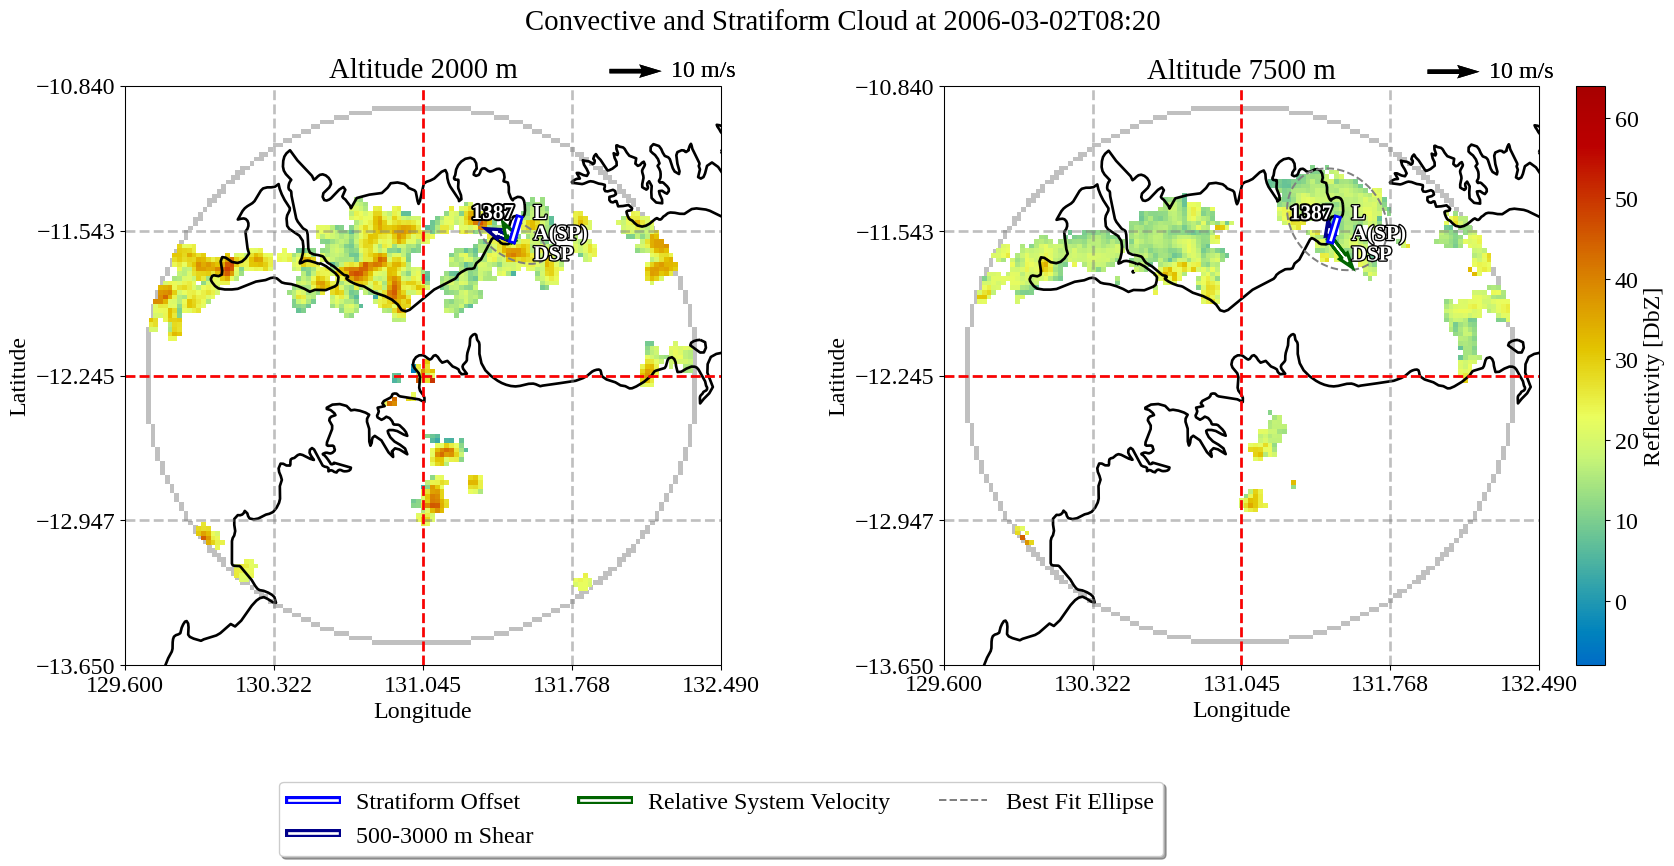 Convective and Stratiform Cloud at 2006-03-02T08:20
Altitude 2000 m
10 m/s
Altitude 7500 m
10 m/s
−10.840
−11.543
−12.245
−12.947
−13.650
Latitude
129.600
130.322
131.045
131.768
132.490
Longitude
1387
L
A(SP)
DSP
−10.840
−11.543
−12.245
−12.947
−13.650
Latitude
129.600
130.322
131.045
131.768
132.490
Longitude
1387
L
A(SP)
DSP
60
50
40
30
20
10
0
Reflectivity [DbZ]
Stratiform Offset
500-3000 m Shear
Relative System Velocity
Best Fit Ellipse